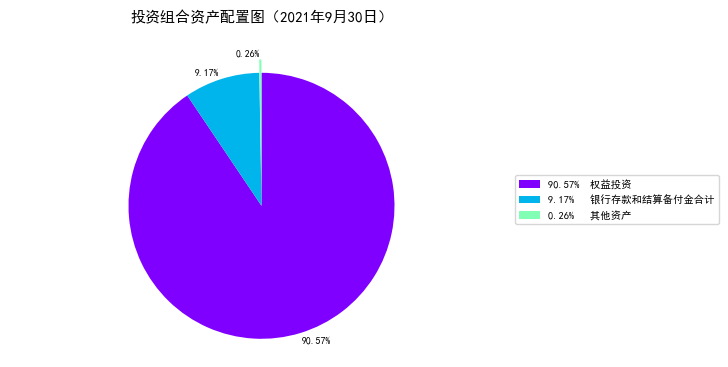 投资组合资产配置图（2021年9月30日）
0.26%
9.17%
90.57%
90.57% 权益投资
9.17% 银行存款和结算备付金合计
0.26% 其他资产